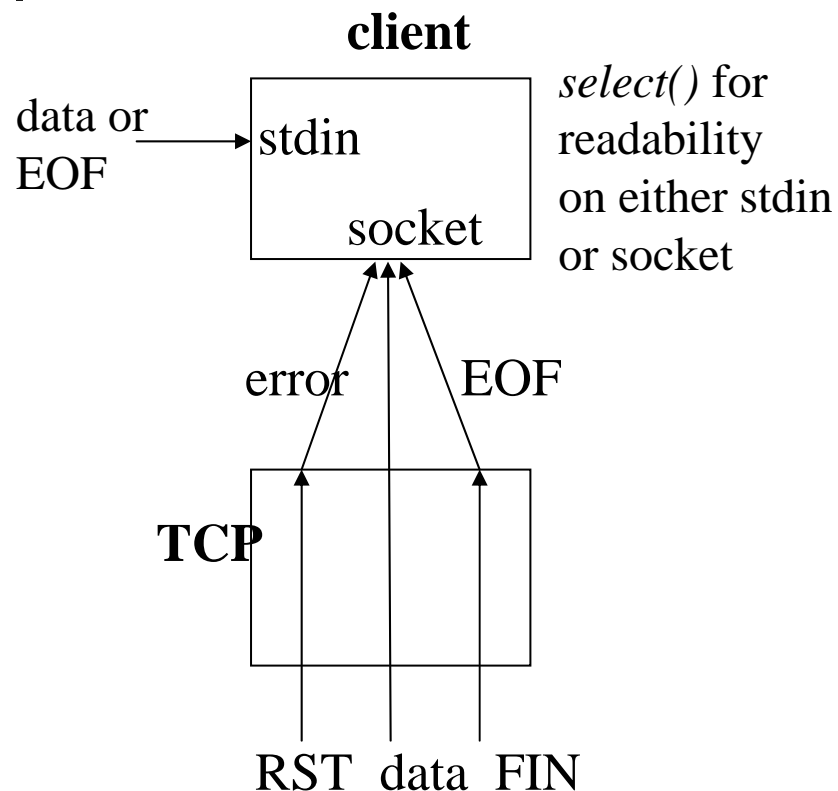 client
data or
EOF
stdin
socket
select() for
readability
on either stdin
or socket
error
EOF
TCP
RST data FIN